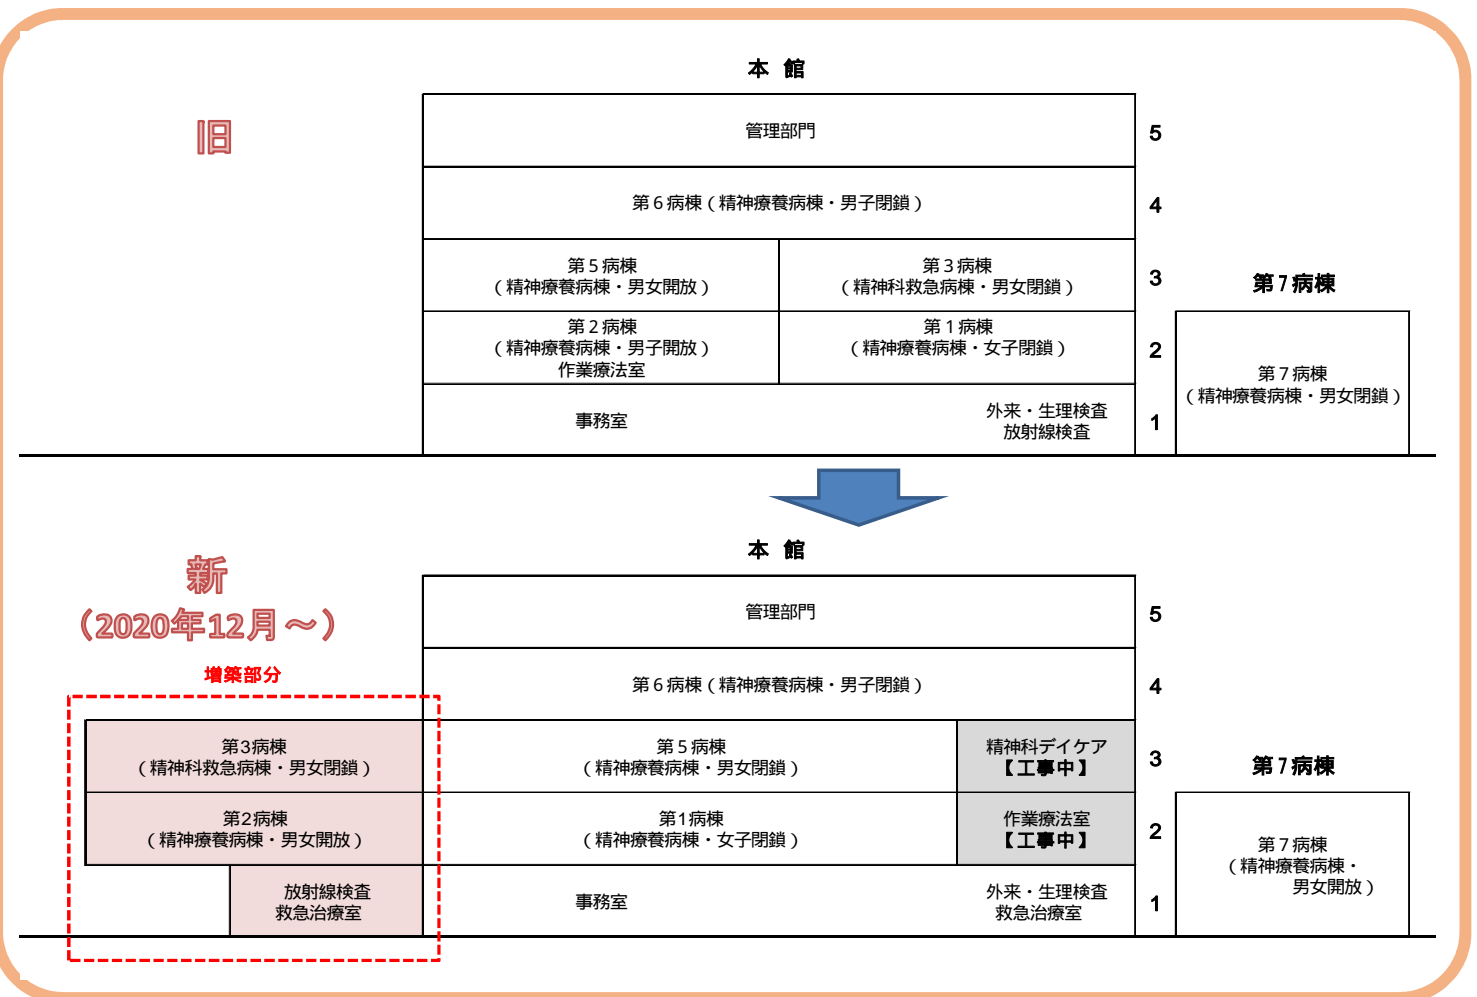 本 館
旧
管理部門
5
第６病棟（精神療養病棟・男子閉鎖）
4
第５病棟
（精神療養病棟・男女開放）
第３病棟
（精神科救急病棟・男女閉鎖）
3
第７病棟
第２病棟
（精神療養病棟・男子開放）
作業療法室
第１病棟
（精神療養病棟・女子閉鎖）
2
第７病棟
（精神療養病棟・男女閉鎖）
事務室
外来・生理検査
放射線検査
1
本 館
新
（2020年12月～）
管理部門
5
増築部分
第６病棟（精神療養病棟・男子閉鎖）
4
第3病棟
（精神科救急病棟・男女閉鎖）
第５病棟
（精神療養病棟・男女閉鎖）
精神科デイケア
【工事中】
3
第７病棟
第2病棟
（精神療養病棟・男女開放）
第1病棟
（精神療養病棟・女子閉鎖）
作業療法室
【工事中】
2
第７病棟
（精神療養病棟・
男女開放）
放射線検査
救急治療室
事務室
外来・生理検査
救急治療室
1